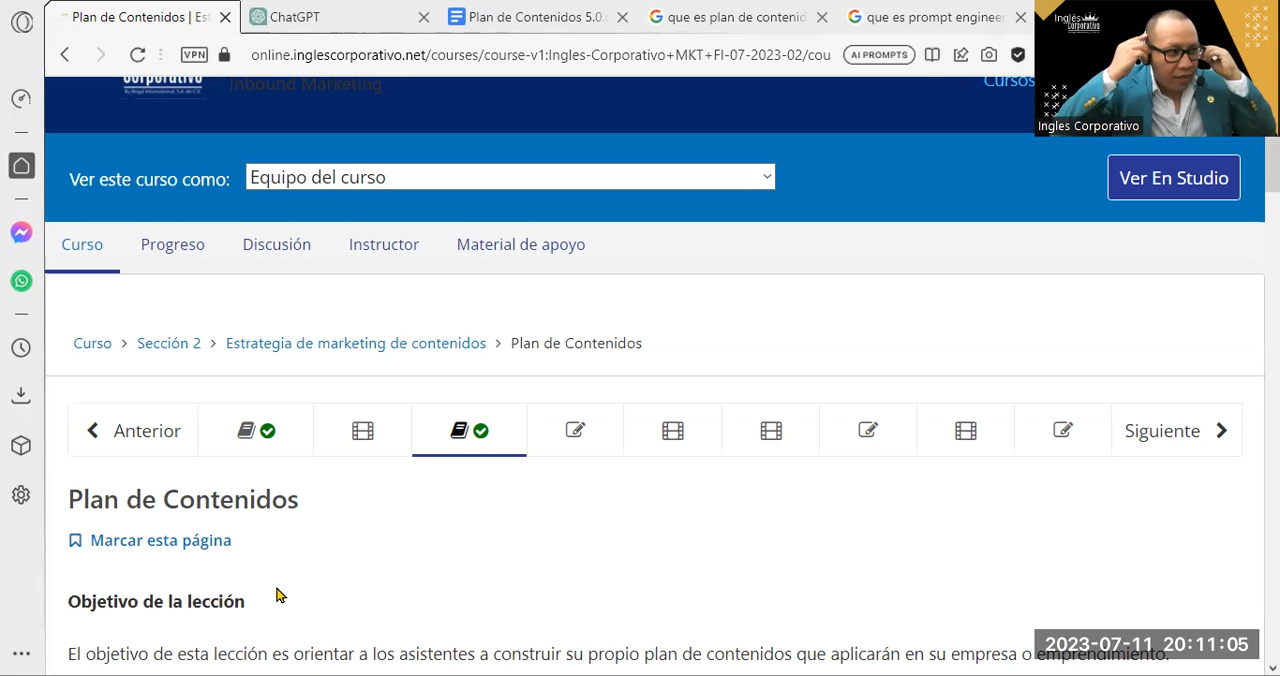 Plan de Contenidos | Es
ChatGPT
Plan de Contenidos 5.0.
que es plan de contenid
que es prompt enginee
VPN
online.inglescorporativo.net/courses/course-v1:Ingles-Corporativo+MKT+FI-07-2023-02/cou
AI PROMPTS
Inglés
Corporativo
Ingles Corporativo
Corporativo
By Regal International, S.A. de C.V.
Inbound Marketing
Cursos
Ver este curso como:
Equipo del curso
Ver En Studio
Curso
Progreso
Discusión
Instructor
Material de apoyo
Curso > Sección 2 > Estrategia de marketing de contenidos > Plan de Contenidos
Anterior
Siguiente
Plan de Contenidos
Marcar esta página
Objetivo de la lección
El objetivo de esta lección es orientar a los asistentes a construir su propio plan de contenidos que aplicarán en su empresa o emprendimiento.
2023-07-11 20:11:05